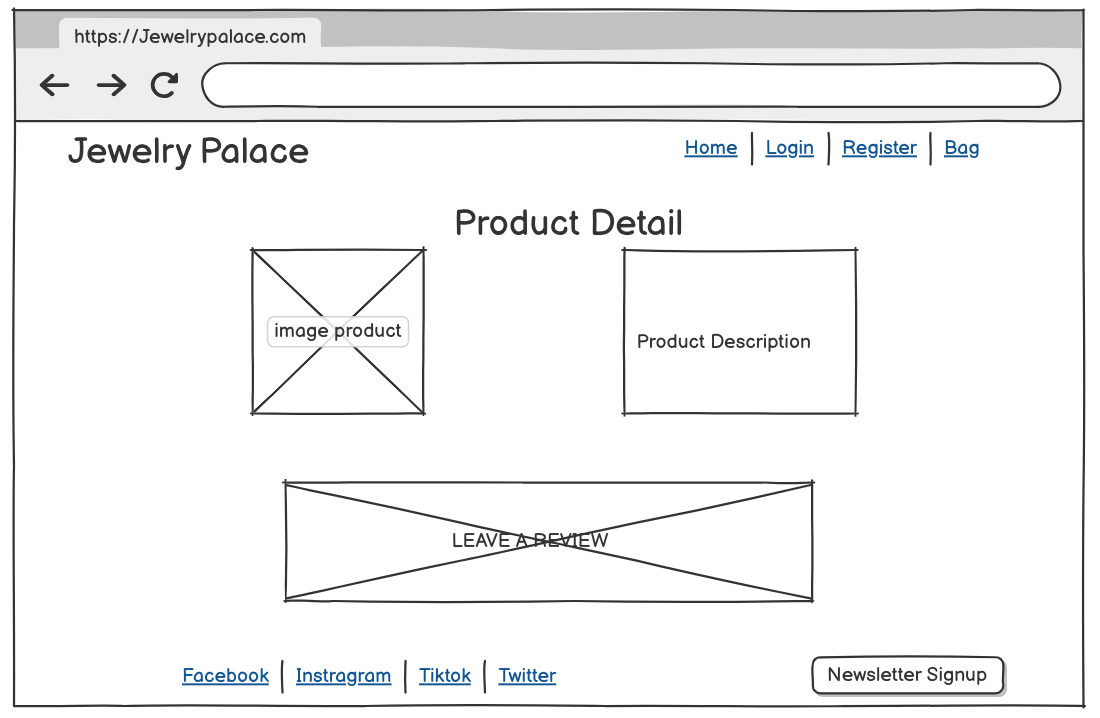 https://Jewelrypalace.com
Jewelry Palace
Home | Login | Register | Bag
Product Detail
image product
Product Description
LEAVE A REVIEW
Facebook | Instragram | Tiktok | Twitter
Newsletter Signup